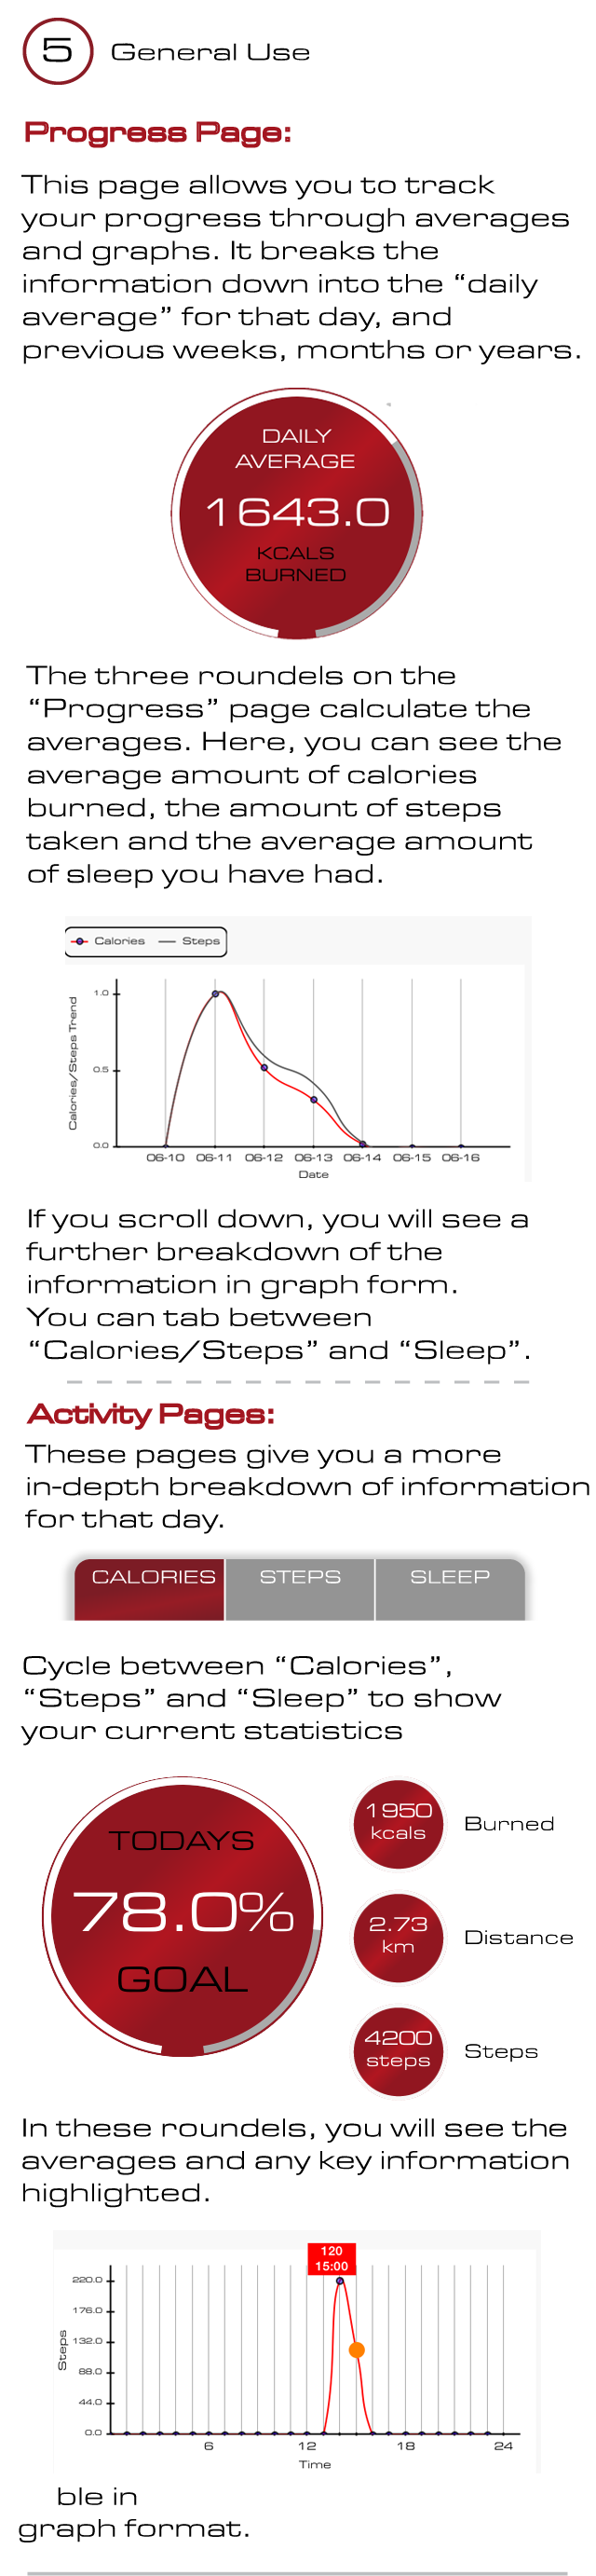 5 General Use
Progress Page:
This page allows you to track
your progress through averages
and graphs. It breaks the
information down into the “daily
average” for that day, and
previous weeks, months or years.
DAILY
AVERAGE
1643.0
KCALS
BURNED
The three roundels on the
“Progress” page calculate the
averages. Here, you can see the
average amount of calories
burned, the amount of steps
taken and the average amount
of sleep you have had.
Calories Steps
Calories/Steps Trend
1.0
0.5
0.0
06-10 06-11 06-12 06-13 06-14 06-15 06-16
Date
If you scroll down, you will see a
further breakdown of the
information in graph form.
You can tab between
“Calories/Steps” and “Sleep”.
Activity Pages:
These pages give you a more
in-depth breakdown of information
for that day.
CALORIES STEPS SLEEP
Cycle between “Calories”,
“Steps” and “Sleep” to show
your current statistics
TODAYS
78.0%
GOAL
1950
kcals
Burned
2.73
km
Distance
4200
steps
Steps
In these roundels, you will see the
averages and any key information
highlighted.
120
15:00
Steps
220.0
176.0
132.0
88.0
44.0
0.0
6 12 18 24
Time
ble in
graph format.